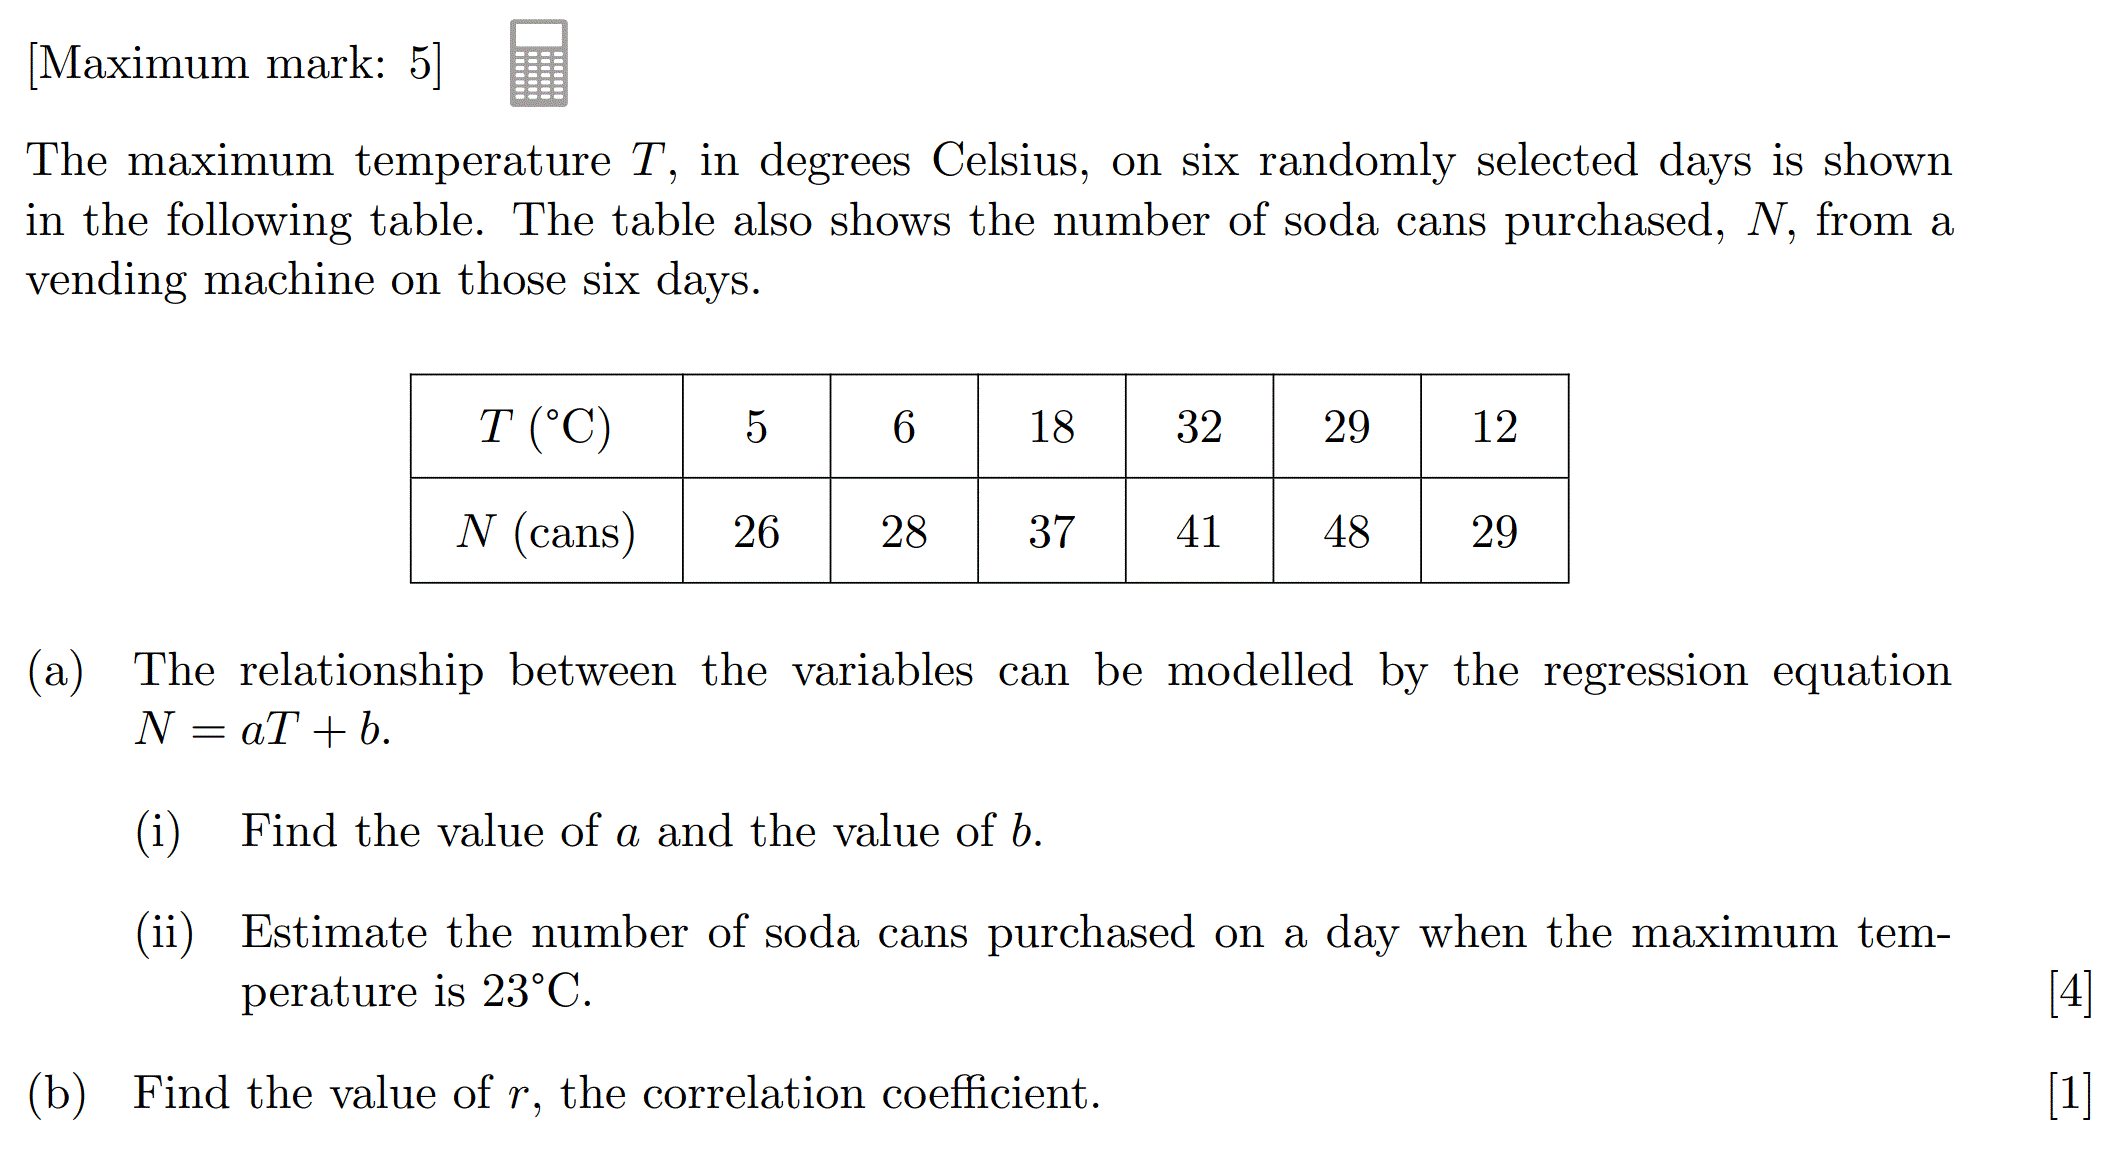 [Maximum mark: 5]
The maximum temperature T, in degrees Celsius, on six randomly selected days is shown
in the following table. The table also shows the number of soda cans purchased, N, from a
vending machine on those six days.
T (°C) 5 6 18 32 29 12
N (cans) 26 28 37 41 48 29
(a) The relationship between the variables can be modelled by the regression equation
N = aT + b.
(i) Find the value of a and the value of b.
(ii) Estimate the number of soda cans purchased on a day when the maximum tem-
perature is 23°C. [4]
(b) Find the value of r, the correlation coefficient. [1]